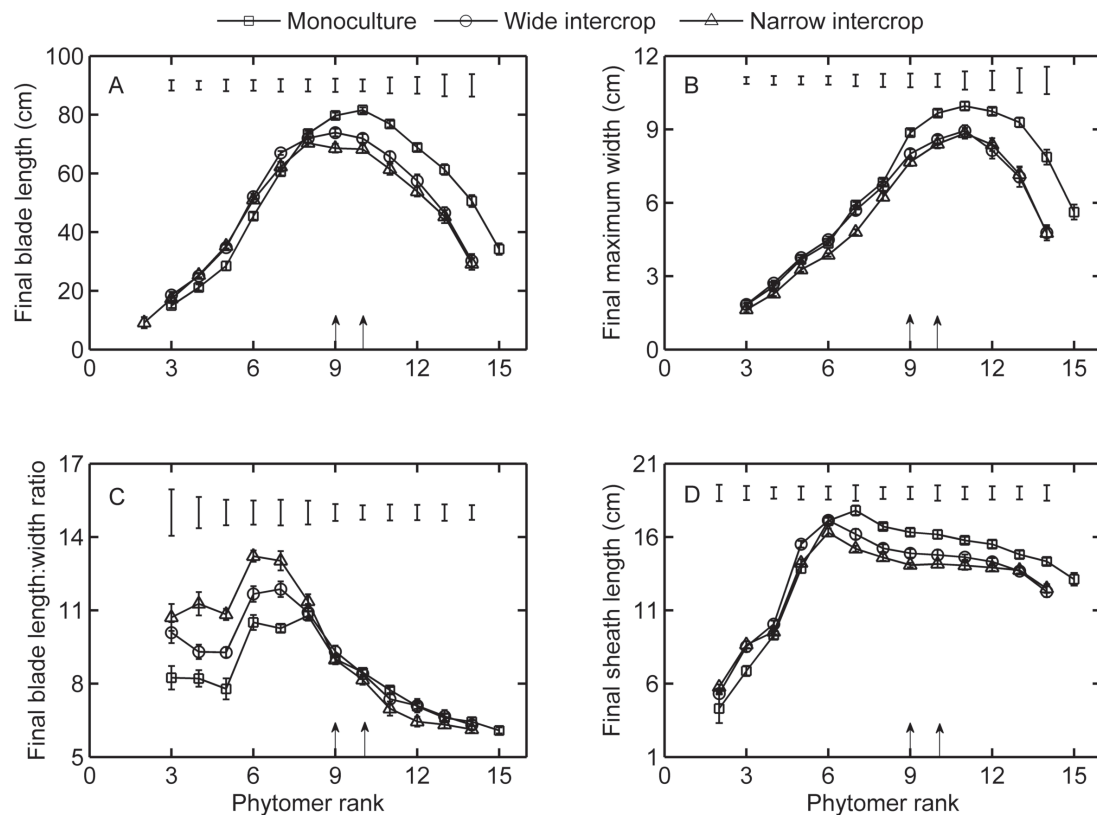 Monoculture Wide intercrop Narrow intercrop
A
Final blade length (cm)
100
80
60
40
20
0
0 3 6 9 12 15
B
Final maximum width (cm)
12
9
6
3
0
0 3 6 9 12 15
C
Final blade length:width ratio
17
14
11
8
5
0 3 6 9 12 15
Phytomer rank
D
Final sheath length (cm)
21
16
11
6
1
0 3 6 9 12 15
Phytomer rank